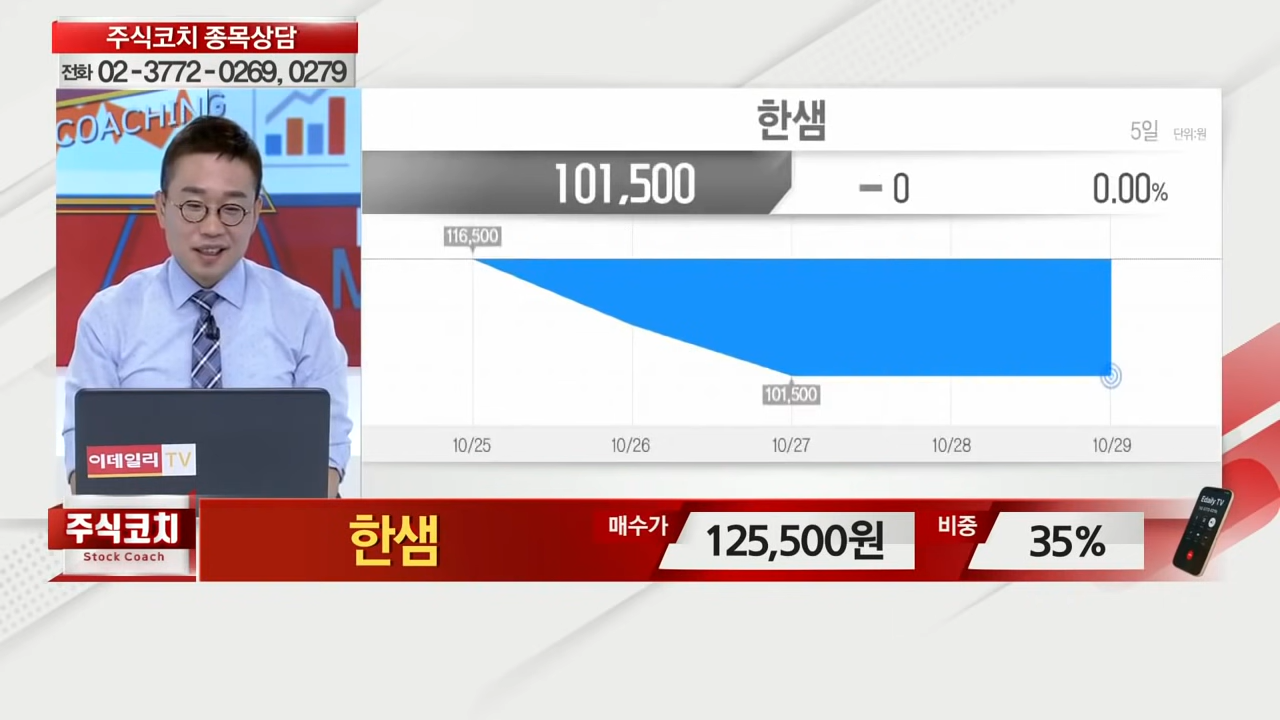 주식코치 종목상담
전화 02-3772-0269, 0279
COACHING
M
이데일리 TV
한샘
5일 단위:원
101,500 0 0.00%
116,500
101,500
10/25 10/26 10/27 10/28 10/29
주식코치
Stock Coach
한샘 매수가 125,500원 비중 35%
Edaily TV